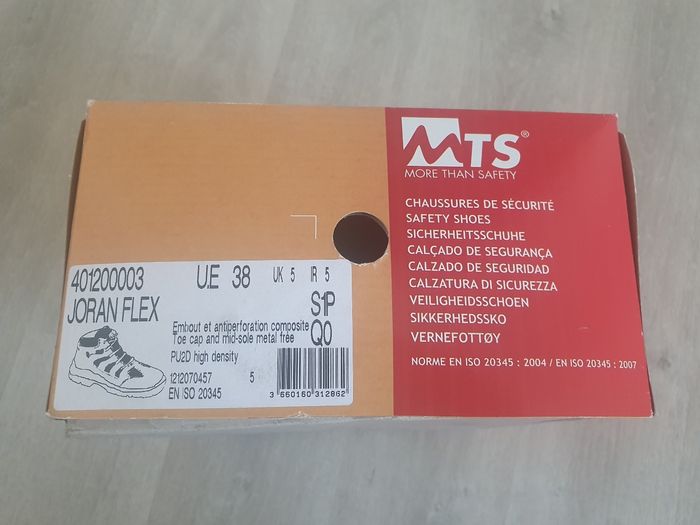 401200003
U.E 38
UK 5
IR 5
JORAN FLEX
S1P
Embout et antiperforation composite
Toe cap and mid-sole metal free
Q0
PU2D high density
1212070457
5
EN ISO 20345
3 660160 312862
MTS®
MORE THAN SAFETY
CHAUSSURES DE SÉCURITÉ
SAFETY SHOES
SICHERHEITSSCHUHE
CALÇADO DE SEGURANÇA
CALZADO DE SEGURIDAD
CALZATURA DI SICUREZZA
VEILIGHEIDSSCHOEN
SIKKERHEDSSKO
VERNEFOTTØY
NORME EN ISO 20345 : 2004 / EN ISO 20345 : 2007